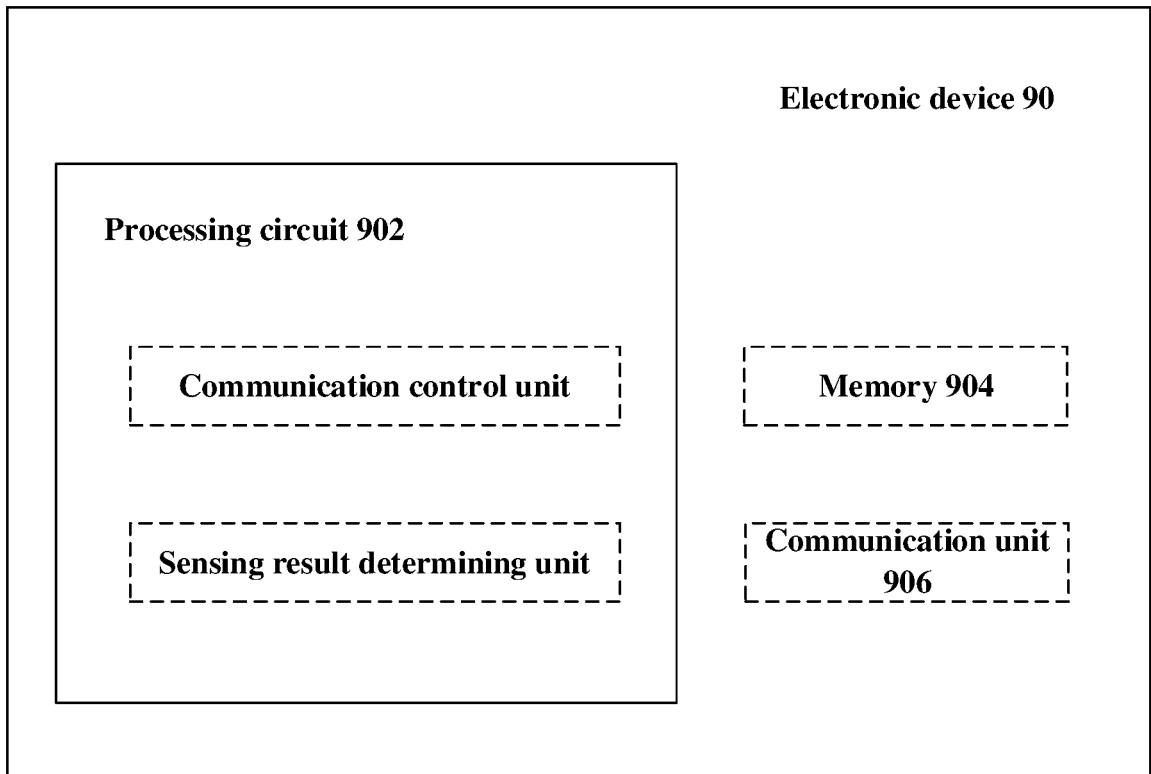 Electronic device 90
Processing circuit 902
Communication control unit
Memory 904
Sensing result determining unit
Communication unit
906